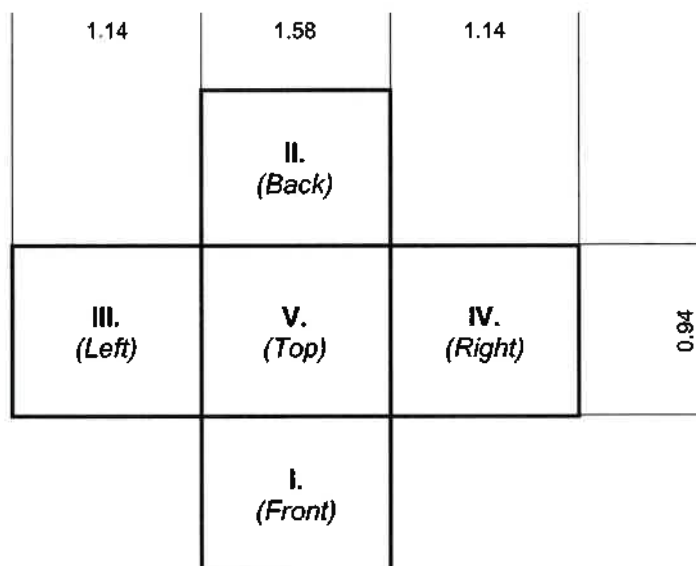 1.14 1.58 1.14
II.
(Back)
III. V. IV.
(Left) (Top) (Right)
0.94
I.
(Front)